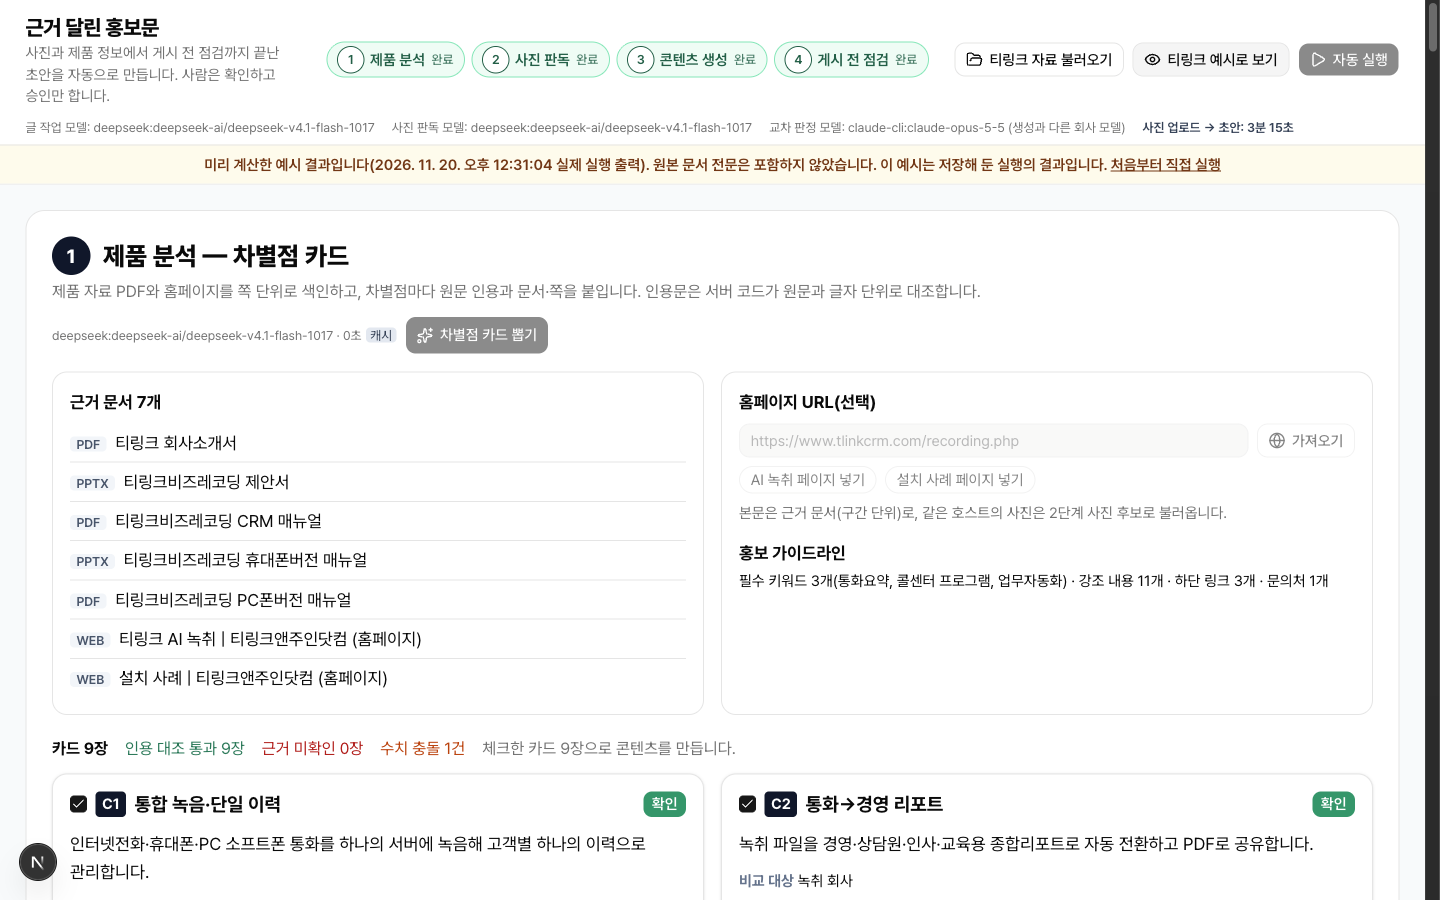 근거 달린 홍보문
사진과 제품 정보에서 게시 전 점검까지 끝난
초안을 자동으로 만듭니다. 사람은 확인하고
승인만 합니다.
1 제품 분석 완료
2 사진 판독 완료
3 콘텐츠 생성 완료
4 게시 전 점검 완료
티링크 자료 불러오기
티링크 예시로 보기
자동 실행
글 작업 모델: deepseek:deepseek-ai/deepseek-v4.1-flash-1017 사진 판독 모델: deepseek:deepseek-ai/deepseek-v4.1-flash-1017 교차 판정 모델: claude-cli:claude-opus-5-5 (생성과 다른 회사 모델) 사진 업로드 → 초안: 3분 15초
미리 계산한 예시 결과입니다(2026. 11. 20. 오후 12:31:04 실제 실행 출력). 원본 문서 전문은 포함하지 않았습니다. 이 예시는 저장해 둔 실행의 결과입니다. 처음부터 직접 실행
1 제품 분석 — 차별점 카드
제품 자료 PDF와 홈페이지를 쪽 단위로 색인하고, 차별점마다 원문 인용과 문서·쪽을 붙입니다. 인용문은 서버 코드가 원문과 글자 단위로 대조합니다.
deepseek:deepseek-ai/deepseek-v4.1-flash-1017 · 0초 캐시 차별점 카드 뽑기
근거 문서 7개
PDF 티링크 회사소개서
PPTX 티링크비즈레코딩 제안서
PDF 티링크비즈레코딩 CRM 매뉴얼
PPTX 티링크비즈레코딩 휴대폰버전 매뉴얼
PDF 티링크비즈레코딩 PC폰버전 매뉴얼
WEB 티링크 AI 녹취 | 티링크앤주인닷컴 (홈페이지)
WEB 설치 사례 | 티링크앤주인닷컴 (홈페이지)
홈페이지 URL(선택)
https://www.tlinkcrm.com/recording.php 가져오기
AI 녹취 페이지 넣기 설치 사례 페이지 넣기
본문은 근거 문서(구간 단위)로, 같은 호스트의 사진은 2단계 사진 후보로 불러옵니다.
홍보 가이드라인
필수 키워드 3개(통화요약, 콜센터 프로그램, 업무자동화) · 강조 내용 11개 · 하단 링크 3개 · 문의처 1개
카드 9장 인용 대조 통과 9장 근거 미확인 0장 수치 충돌 1건 체크한 카드 9장으로 콘텐츠를 만듭니다.
C1 통합 녹음·단일 이력 확인
인터넷전화·휴대폰·PC 소프트폰 통화를 하나의 서버에 녹음해 고객별 하나의 이력으로
관리합니다.
C2 통화→경영 리포트 확인
녹취 파일을 경영·상담원·인사·교육용 종합리포트로 자동 전환하고 PDF로 공유합니다.
비교 대상 녹취 회사
N